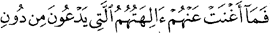 فَمَآ أَغۡنَتۡ عَنۡهُمۡ ءَالِهَتُهُمُ ٱلَّتِي يَدۡعُونَ مِن دُونِ